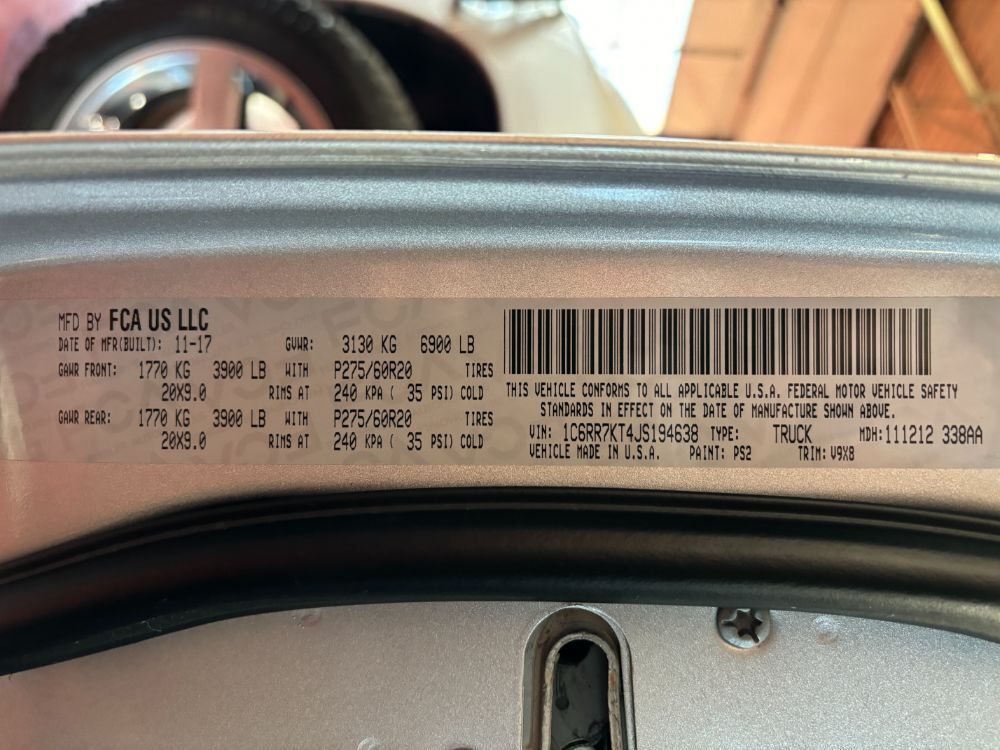 MFD BY FCA US LLC
DATE OF MFR(BUILT): 11-17 GVWR: 3130 KG 6900 LB
GAWR FRONT: 1770 KG 3900 LB WITH P275/60R20 TIRES
20X9.0 RIMS AT 240 KPA ( 35 PSI) COLD
GAWR REAR: 1770 KG 3900 LB WITH P275/60R20 TIRES
20X9.0 RIMS AT 240 KPA ( 35 PSI) COLD
THIS VEHICLE CONFORMS TO ALL APPLICABLE U.S.A. FEDERAL MOTOR VEHICLE SAFETY
STANDARDS IN EFFECT ON THE DATE OF MANUFACTURE SHOWN ABOVE.
VIN: 1C6RR7KT4JS194638 TYPE: TRUCK MDH:111212 338AA
VEHICLE MADE IN U.S.A. PAINT: PS2 TRIM: V9X8